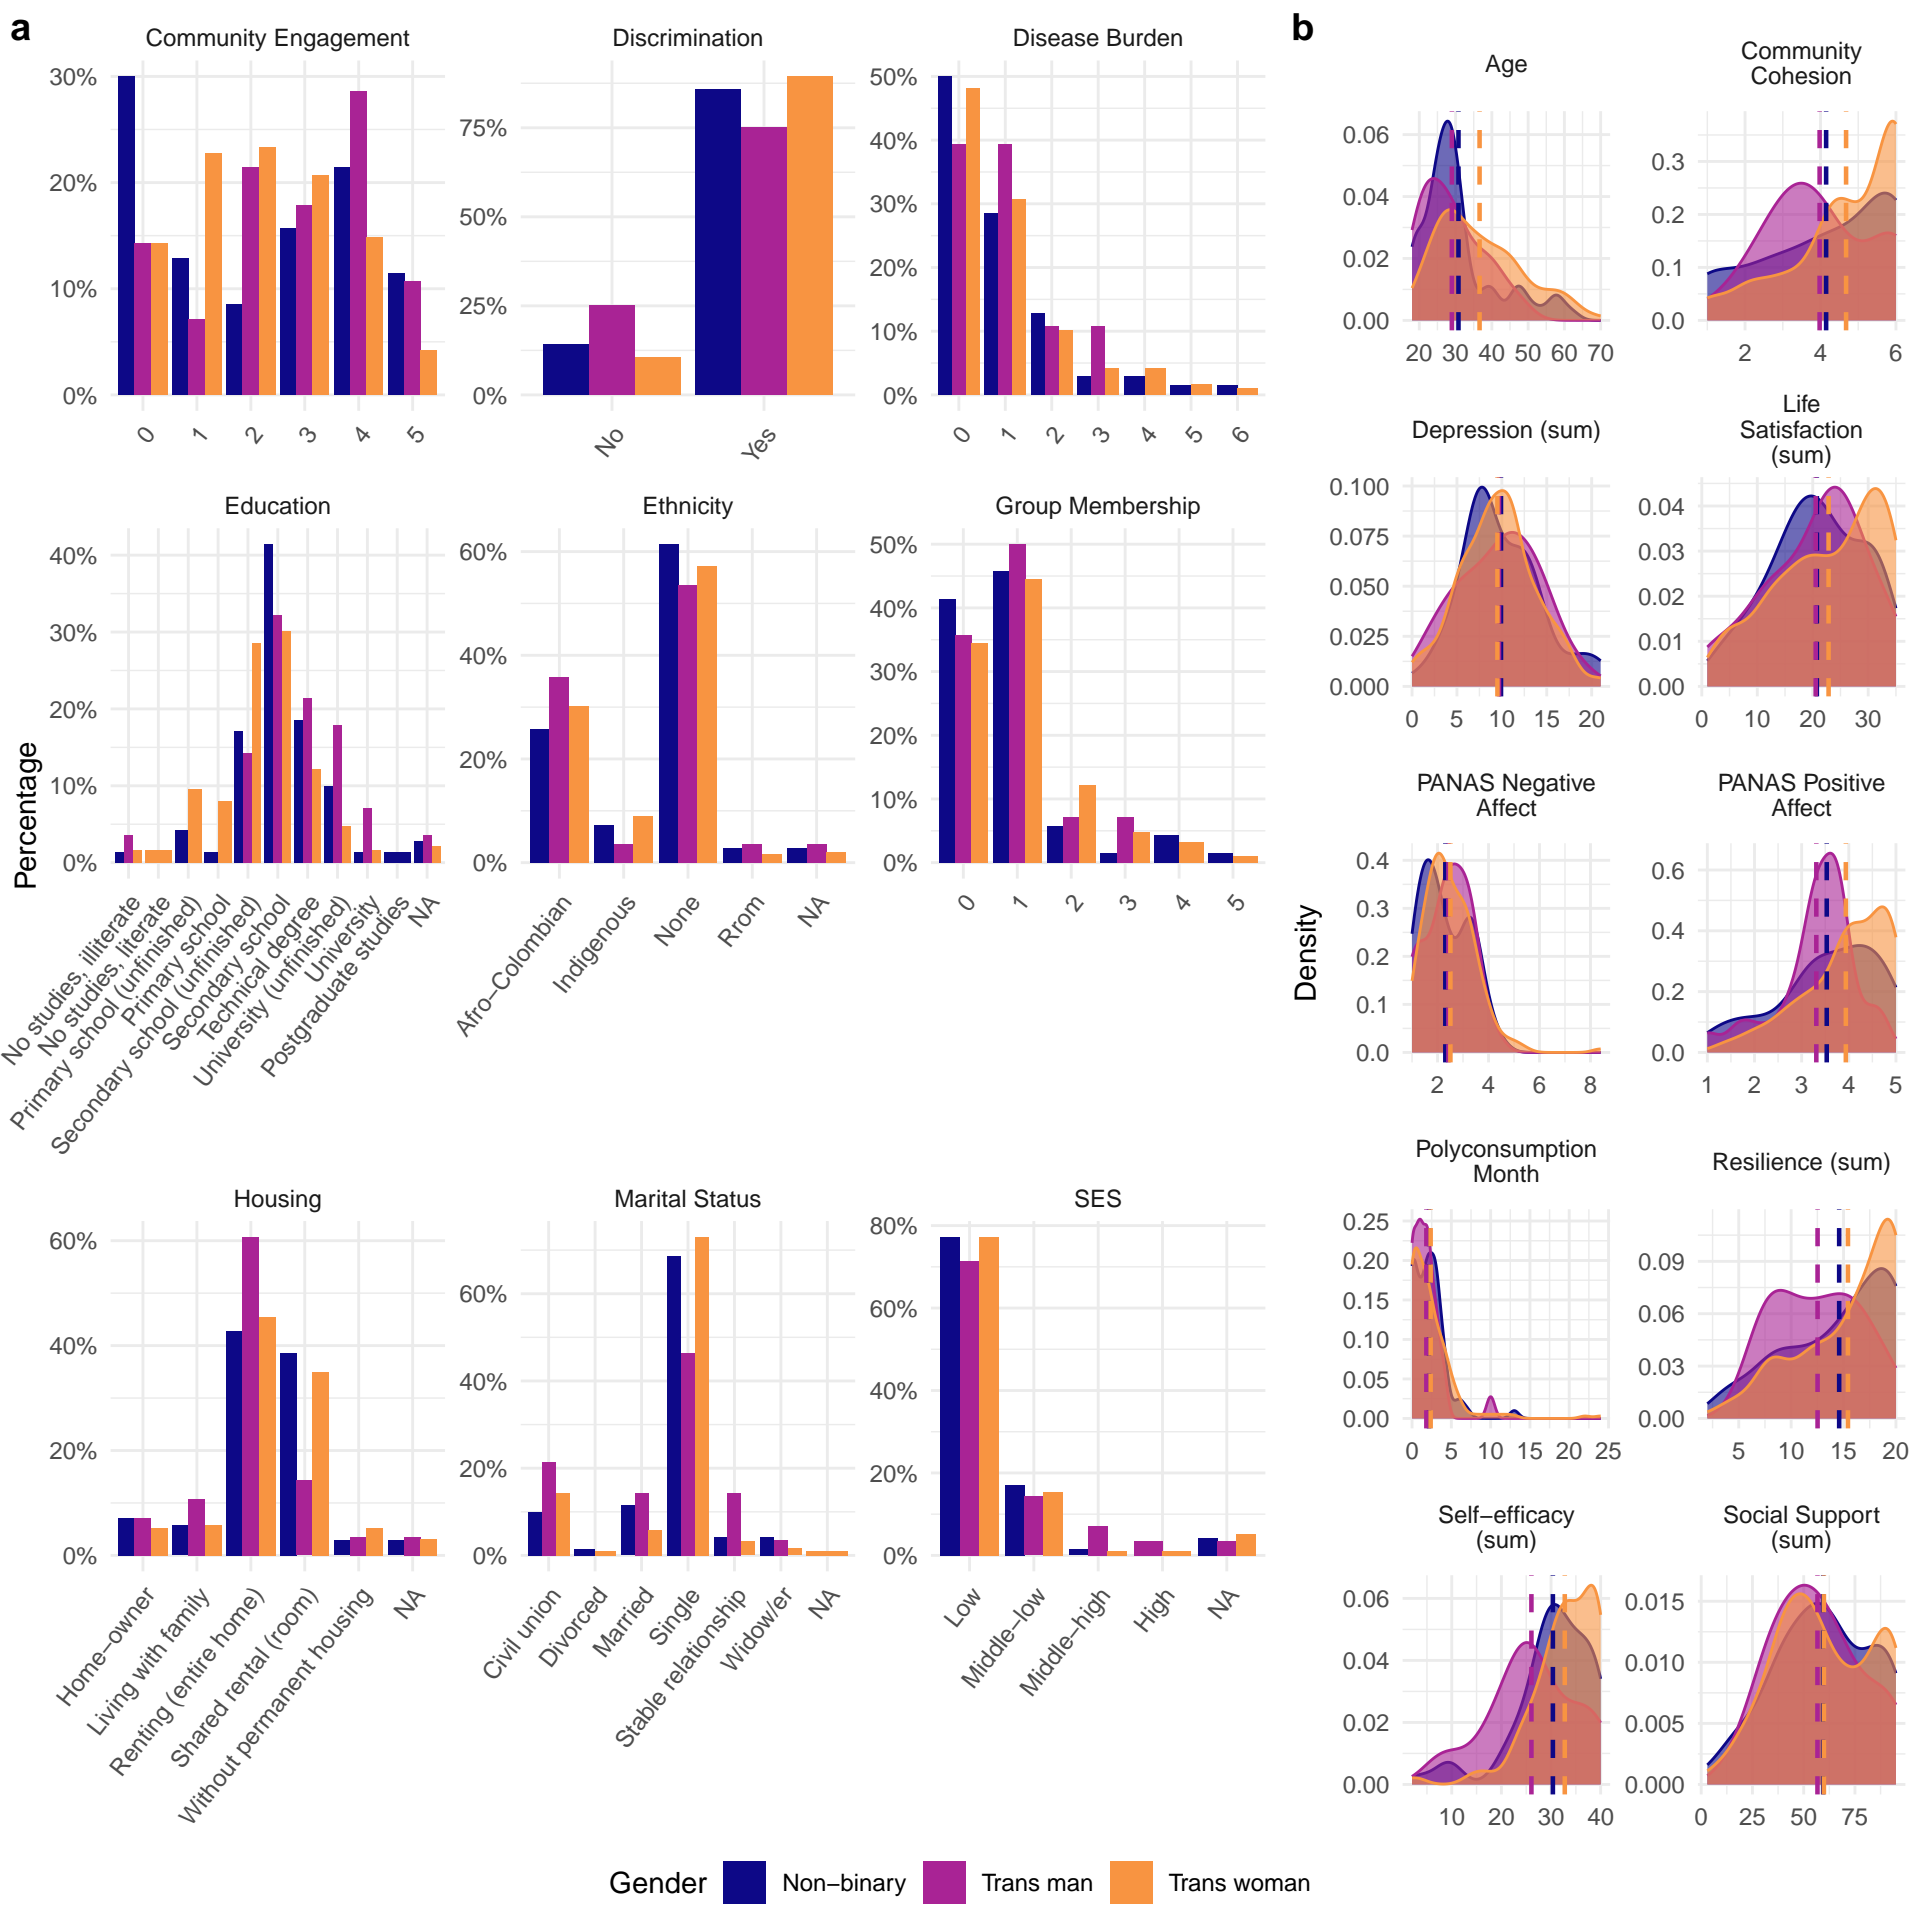 a
Community Engagement
30%
20%
10%
0%
0
1
2
3
4
5
Discrimination
75%
50%
25%
0%
No
Yes
Disease Burden
50%
40%
30%
20%
10%
0%
0
1
2
3
4
5
6
Education
40%
30%
20%
10%
0%
No studies, illiterate
No studies, literate
Primary school (unfinished)
Primary school
Secondary school (unfinished)
Secondary school
Technical degree
University (unfinished)
University
Postgraduate studies
NA
Ethnicity
60%
40%
20%
0%
Afro−Colombian
Indigenous
None
Rrom
NA
Group Membership
50%
40%
30%
20%
10%
0%
0
1
2
3
4
5
Percentage
Housing
60%
40%
20%
0%
Home−owner
Living with family
Renting (entire home)
Shared rental (room)
Without permanent housing
NA
Marital Status
60%
40%
20%
0%
Civil union
Divorced
Married
Single
Stable relationship
Widow/er
NA
SES
80%
60%
40%
20%
0%
Low
Middle−low
Middle−high
High
NA
b
Age
0.06
0.04
0.02
0.00
20 30 40 50 60 70
Community
Cohesion
0.3
0.2
0.1
0.0
2 4 6
Depression (sum)
0.100
0.075
0.050
0.025
0.000
0 5 10 15 20
Life
Satisfaction
(sum)
0.04
0.03
0.02
0.01
0.00
0 10 20 30
PANAS Negative
Affect
0.4
0.3
0.2
0.1
0.0
2 4 6 8
PANAS Positive
Affect
0.6
0.4
0.2
0.0
1 2 3 4 5
Density
Polyconsumption
Month
0.25
0.20
0.15
0.10
0.05
0.00
0 5 10 15 20 25
Resilience (sum)
0.09
0.06
0.03
0.00
5 10 15 20
Self−efficacy
(sum)
0.06
0.04
0.02
0.00
10 20 30 40
Social Support
(sum)
0.015
0.010
0.005
0.000
0 25 50 75
Gender Non−binary Trans man Trans woman